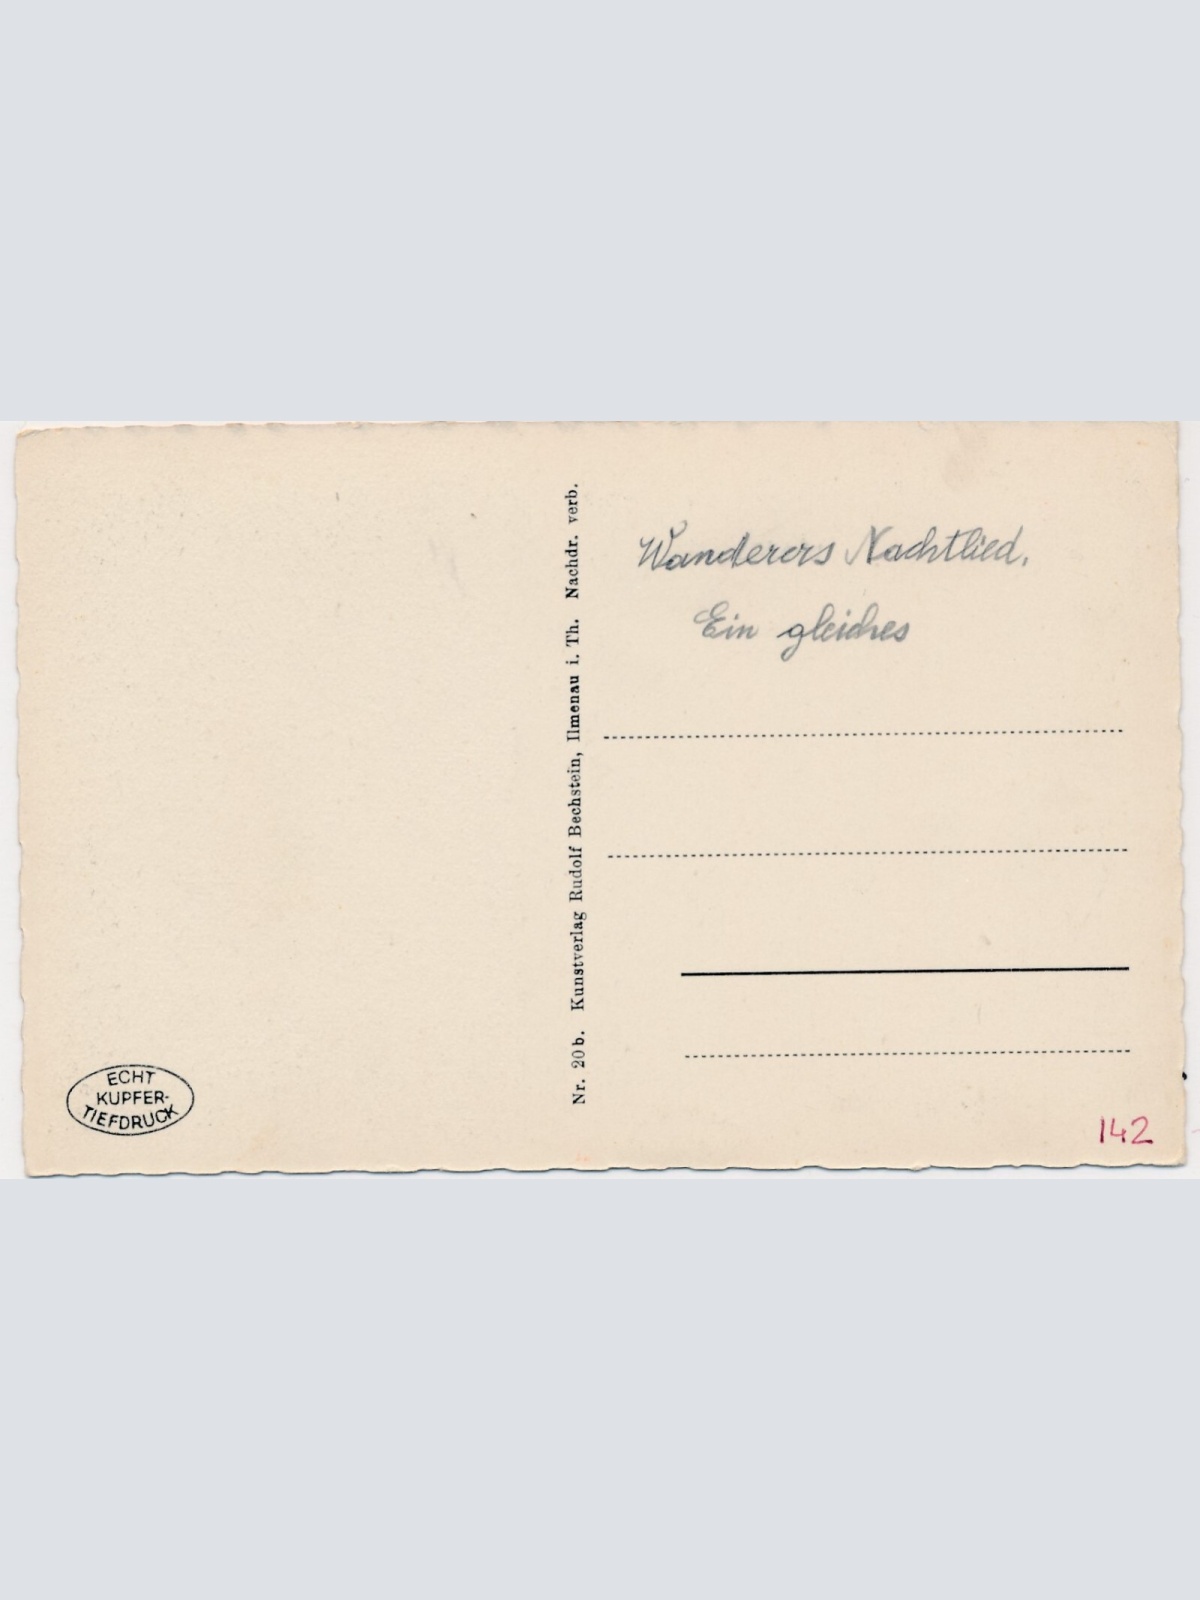 Wanderers Nachtlied.
Ein gleiches
Nr. 20 b. Kunstverlag Rudolf Bechstein, Ilmenau i. Th. Nachdr. verb.
ECHT
KUPFER-
TIEFDRUCK
142